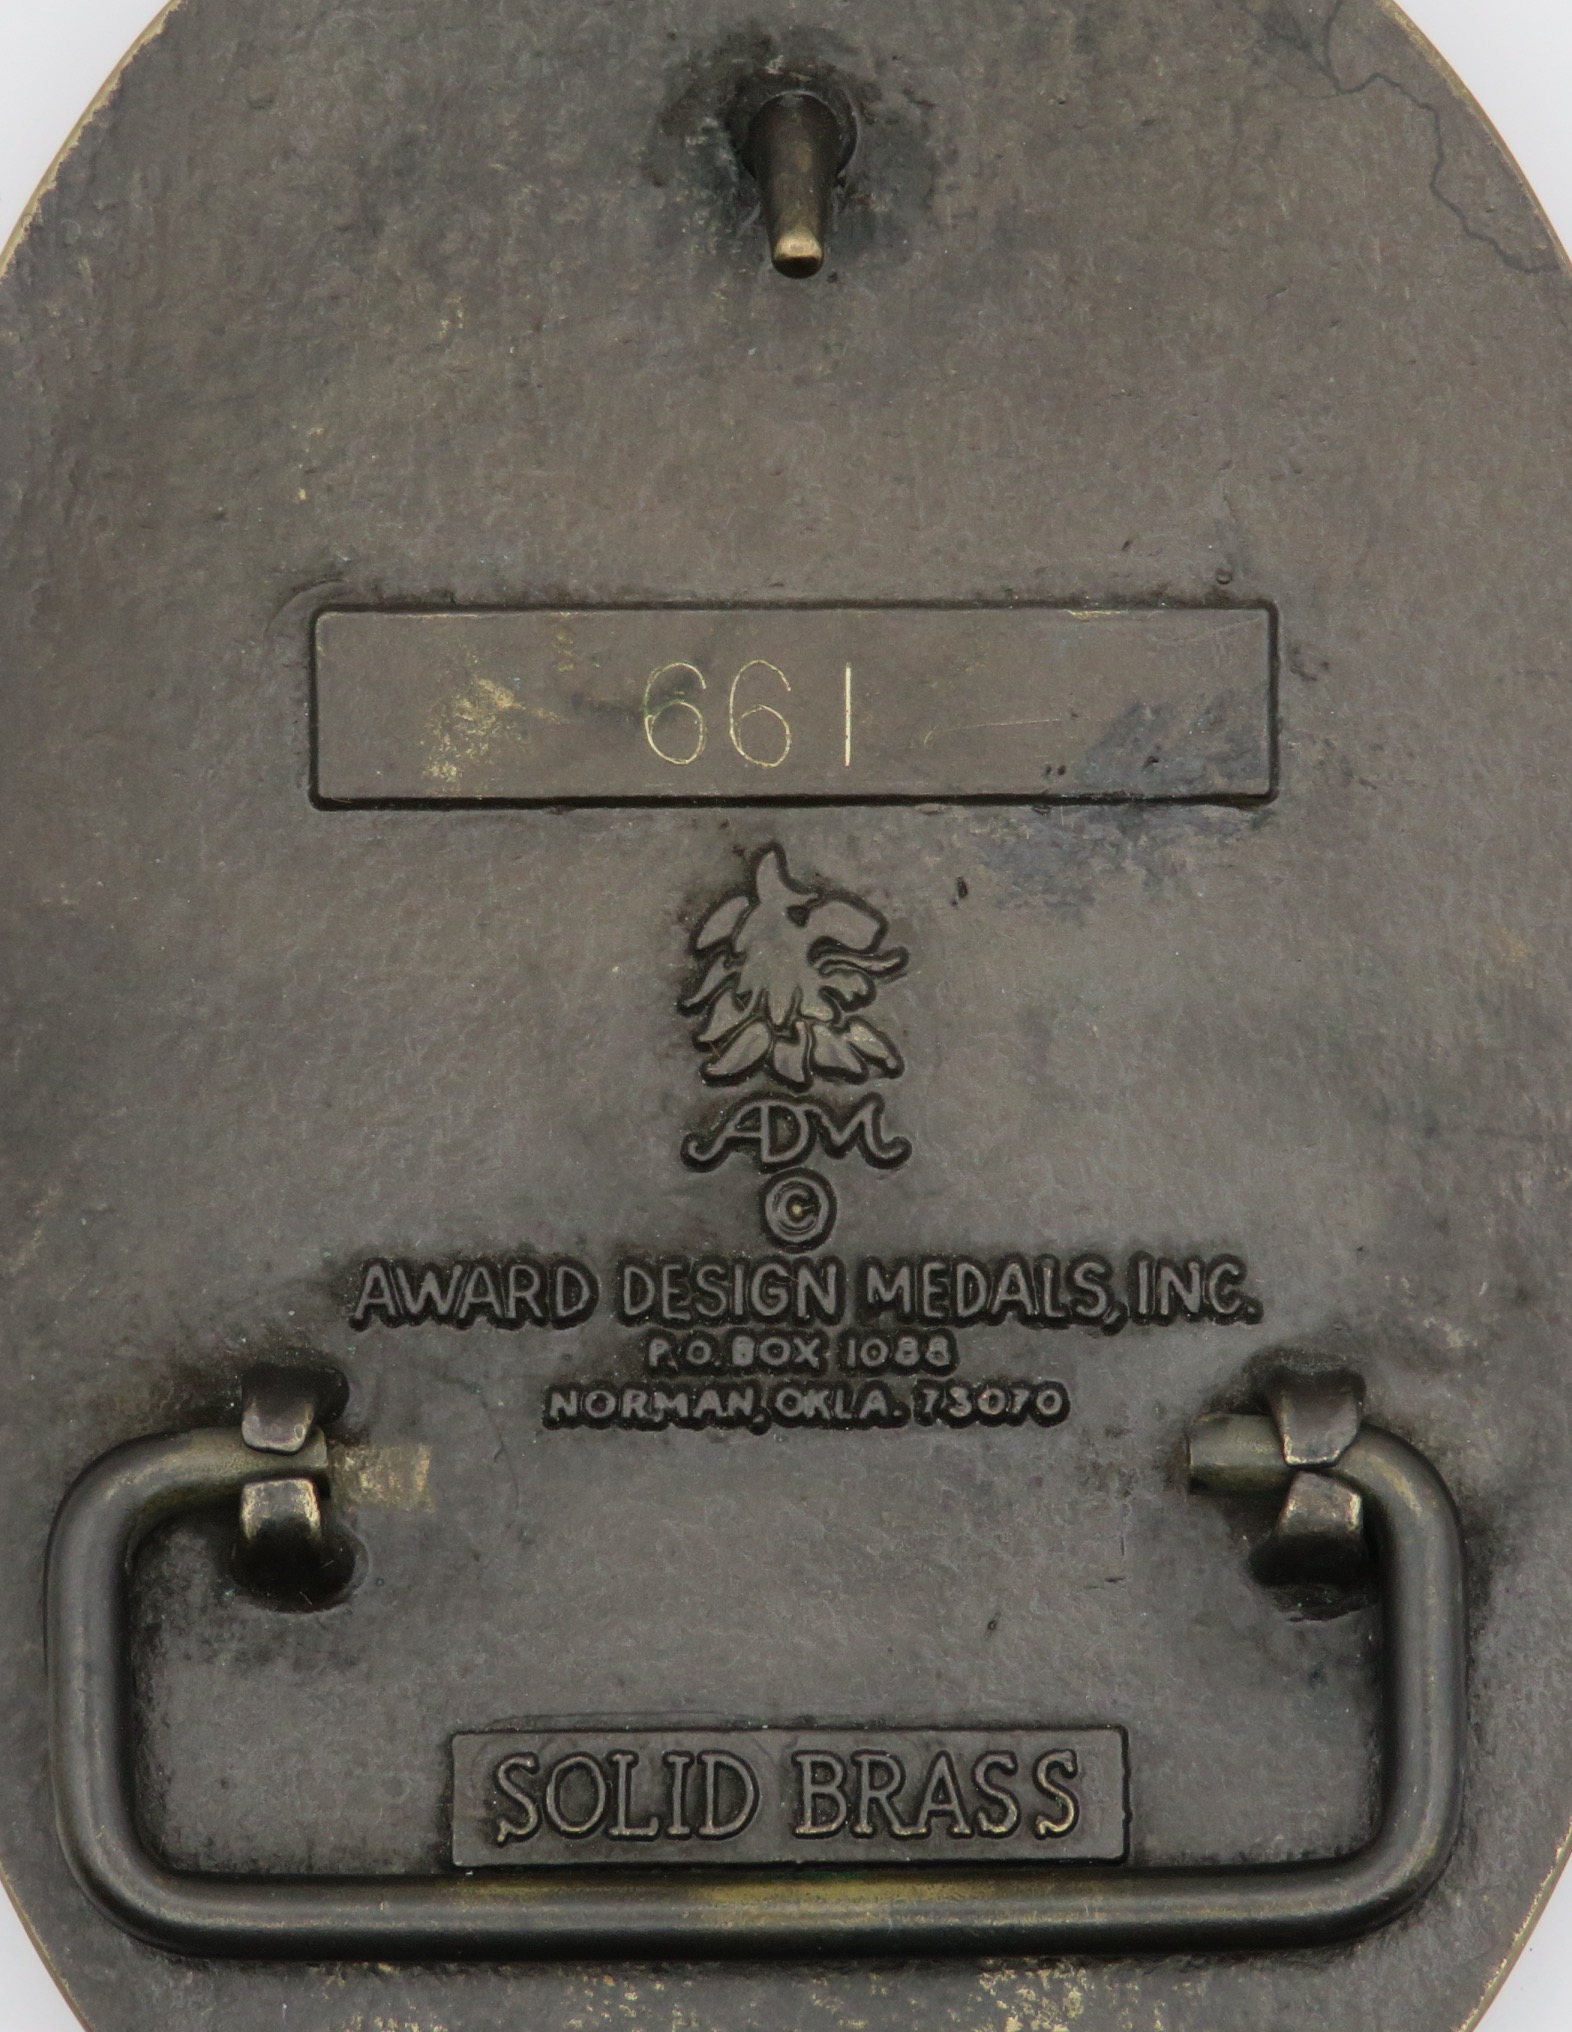 661
ADM
©
AWARD DESIGN MEDALS, INC.
P.O. BOX 1088
NORMAN, OKLA. 73070
SOLID BRASS